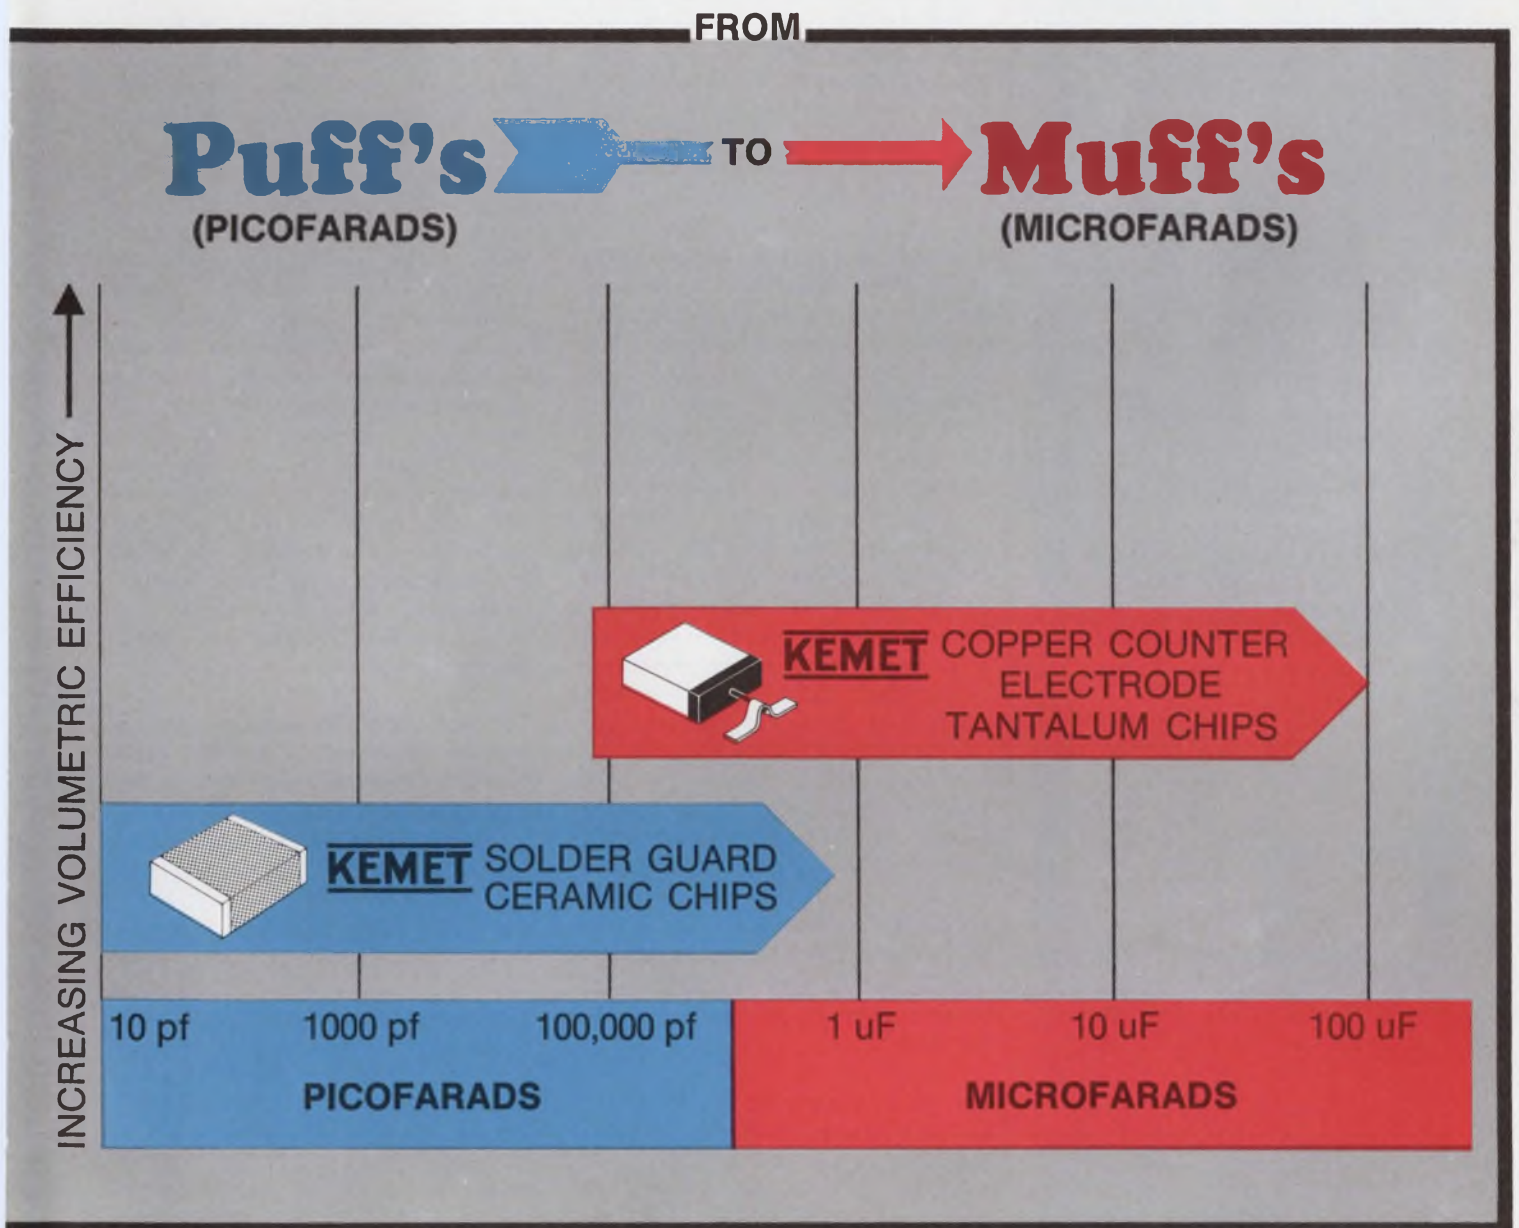 FROM
Puff's TO Muff's
(PICOFARADS)
(MICROFARADS)
INCREASING VOLUMETRIC EFFICIENCY
KEMET COPPER COUNTER
ELECTRODE
TANTALUM CHIPS
KEMET SOLDER GUARD
CERAMIC CHIPS
10 pf 1000 pf 100,000 pf 1 uF 10 uF 100 uF
PICOFARADS MICROFARADS